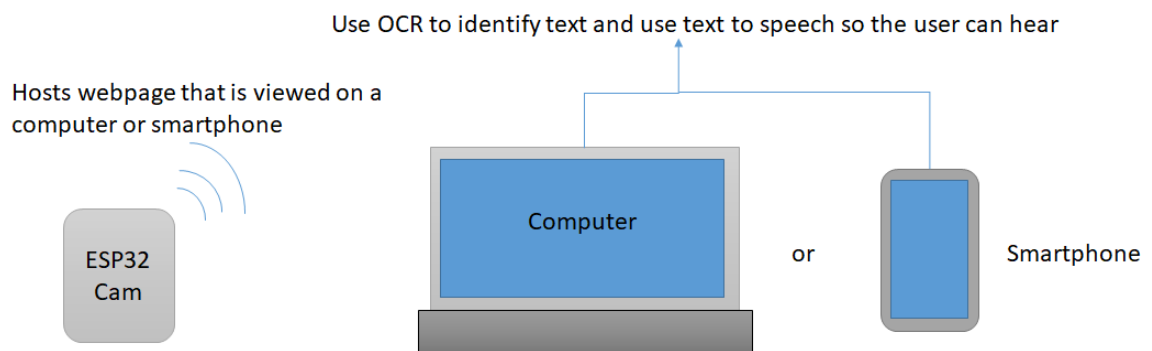 Use OCR to identify text and use text to speech so the user can hear
Hosts webpage that is viewed on a
computer or smartphone
ESP32
Cam
Computer
or
Smartphone